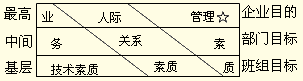 最高 业 人际 管理☆ 企业目的
中间 务 关系 素 部门目标
基层 技术素质 素质 质 班组目标